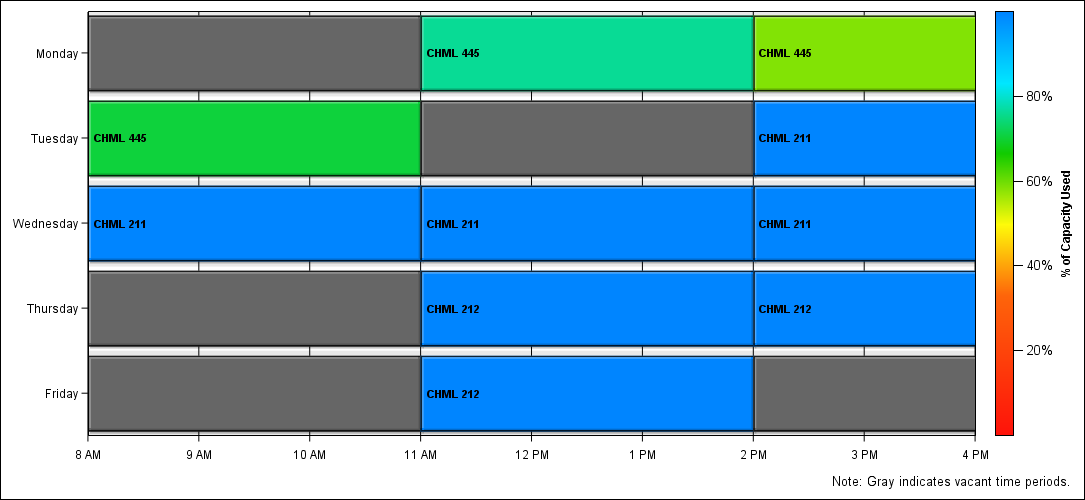 Monday
CHML 445
CHML 445
Tuesday
CHML 445
CHML 211
Wednesday
CHML 211
CHML 211
CHML 211
Thursday
CHML 212
CHML 212
Friday
CHML 212
8 AM 9 AM 10 AM 11 AM 12 PM 1 PM 2 PM 3 PM 4 PM
80%
60%
40%
20%
% of Capacity Used
Note: Gray indicates vacant time periods.